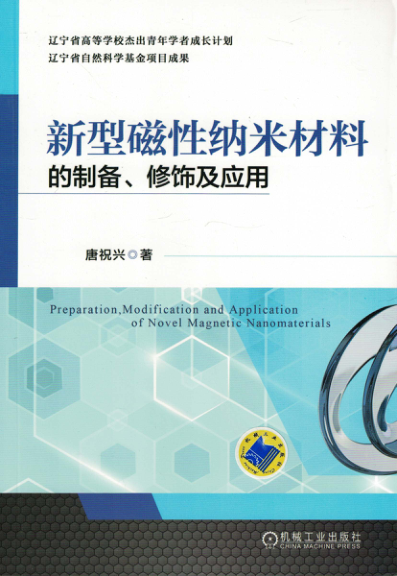 辽宁省高等学校杰出青年学者成长计划
辽宁省自然科学基金项目成果
新型磁性纳米材料
的制备、修饰及应用
唐祝兴 著
Preparation,Modification and Application
of Novel Magnetic Nanomaterials
机械工业出版社
CHINA MACHINE PRESS